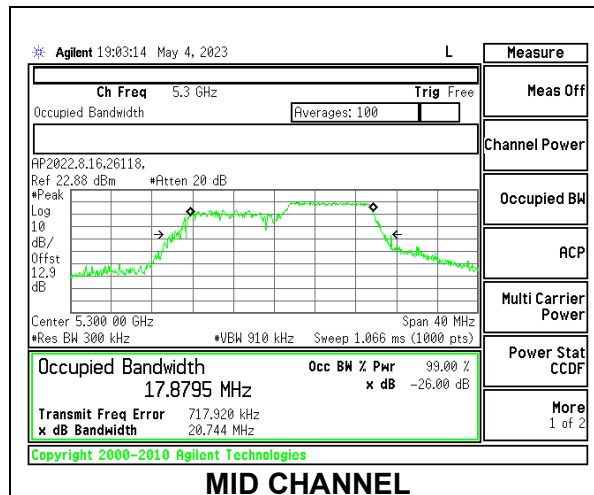 Agilent 19:03:14 May 4, 2023 L
Measure
Ch Freq 5.3 GHz Trig Free
Meas Off
Occupied Bandwidth Averages: 100
Channel Power
AP2022.8.16,26118,
Ref 22.88 dBm #Atten 20 dB
#Peak
Log
10
dB/
Offst
12.9
dB
Occupied BW
ACP
Center 5.300 00 GHz Span 40 MHz
#Res BW 300 kHz #VBW 910 kHz Sweep 1.066 ms (1000 pts)
Multi Carrier
Power
Occupied Bandwidth Occ BW % Pwr 99.00 %
17.8795 MHz x dB -26.00 dB
Power Stat
CCDF
Transmit Freq Error 717.920 kHz
x dB Bandwidth 20.744 MHz
More
1 of 2
Copyright 2000-2010 Agilent Technologies
MID CHANNEL